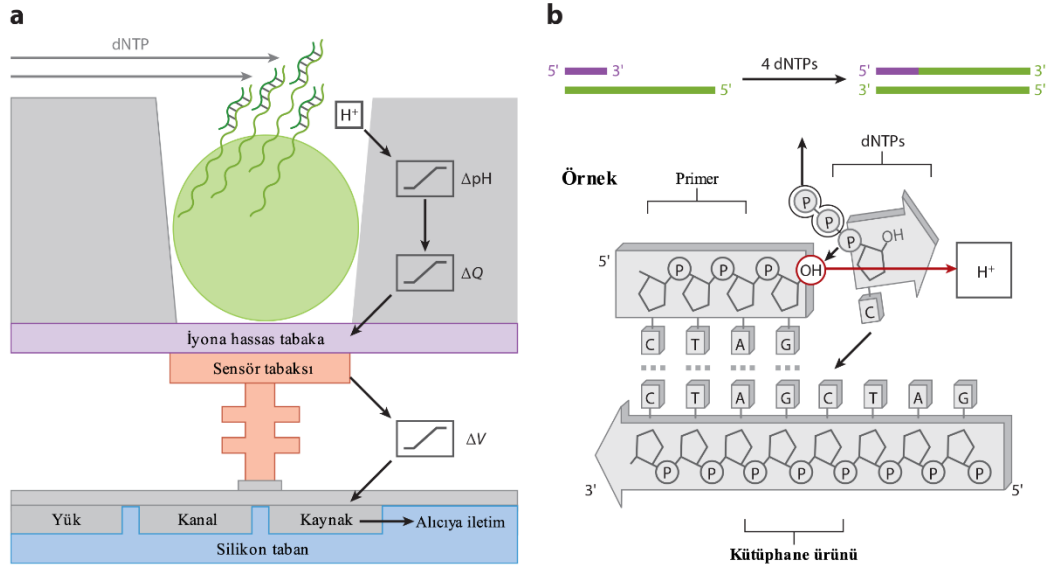 a
dNTP
H⁺
ΔpH
ΔQ
İyona hassas tabaka
Sensör tabaksı
ΔV
Yük
Kanal
Kaynak
Alıcıya iletim
Silikon taban
b
5'
3'
5'
4 dNTPs
5'
3'
3'
5'
dNTPs
Örnek
Primer
P
P
P
OH
5'
P
P
P
OH
H⁺
C
C T A G
C T A G C T A G
P P P P P P P P
3'
5'
Kütüphane ürünü